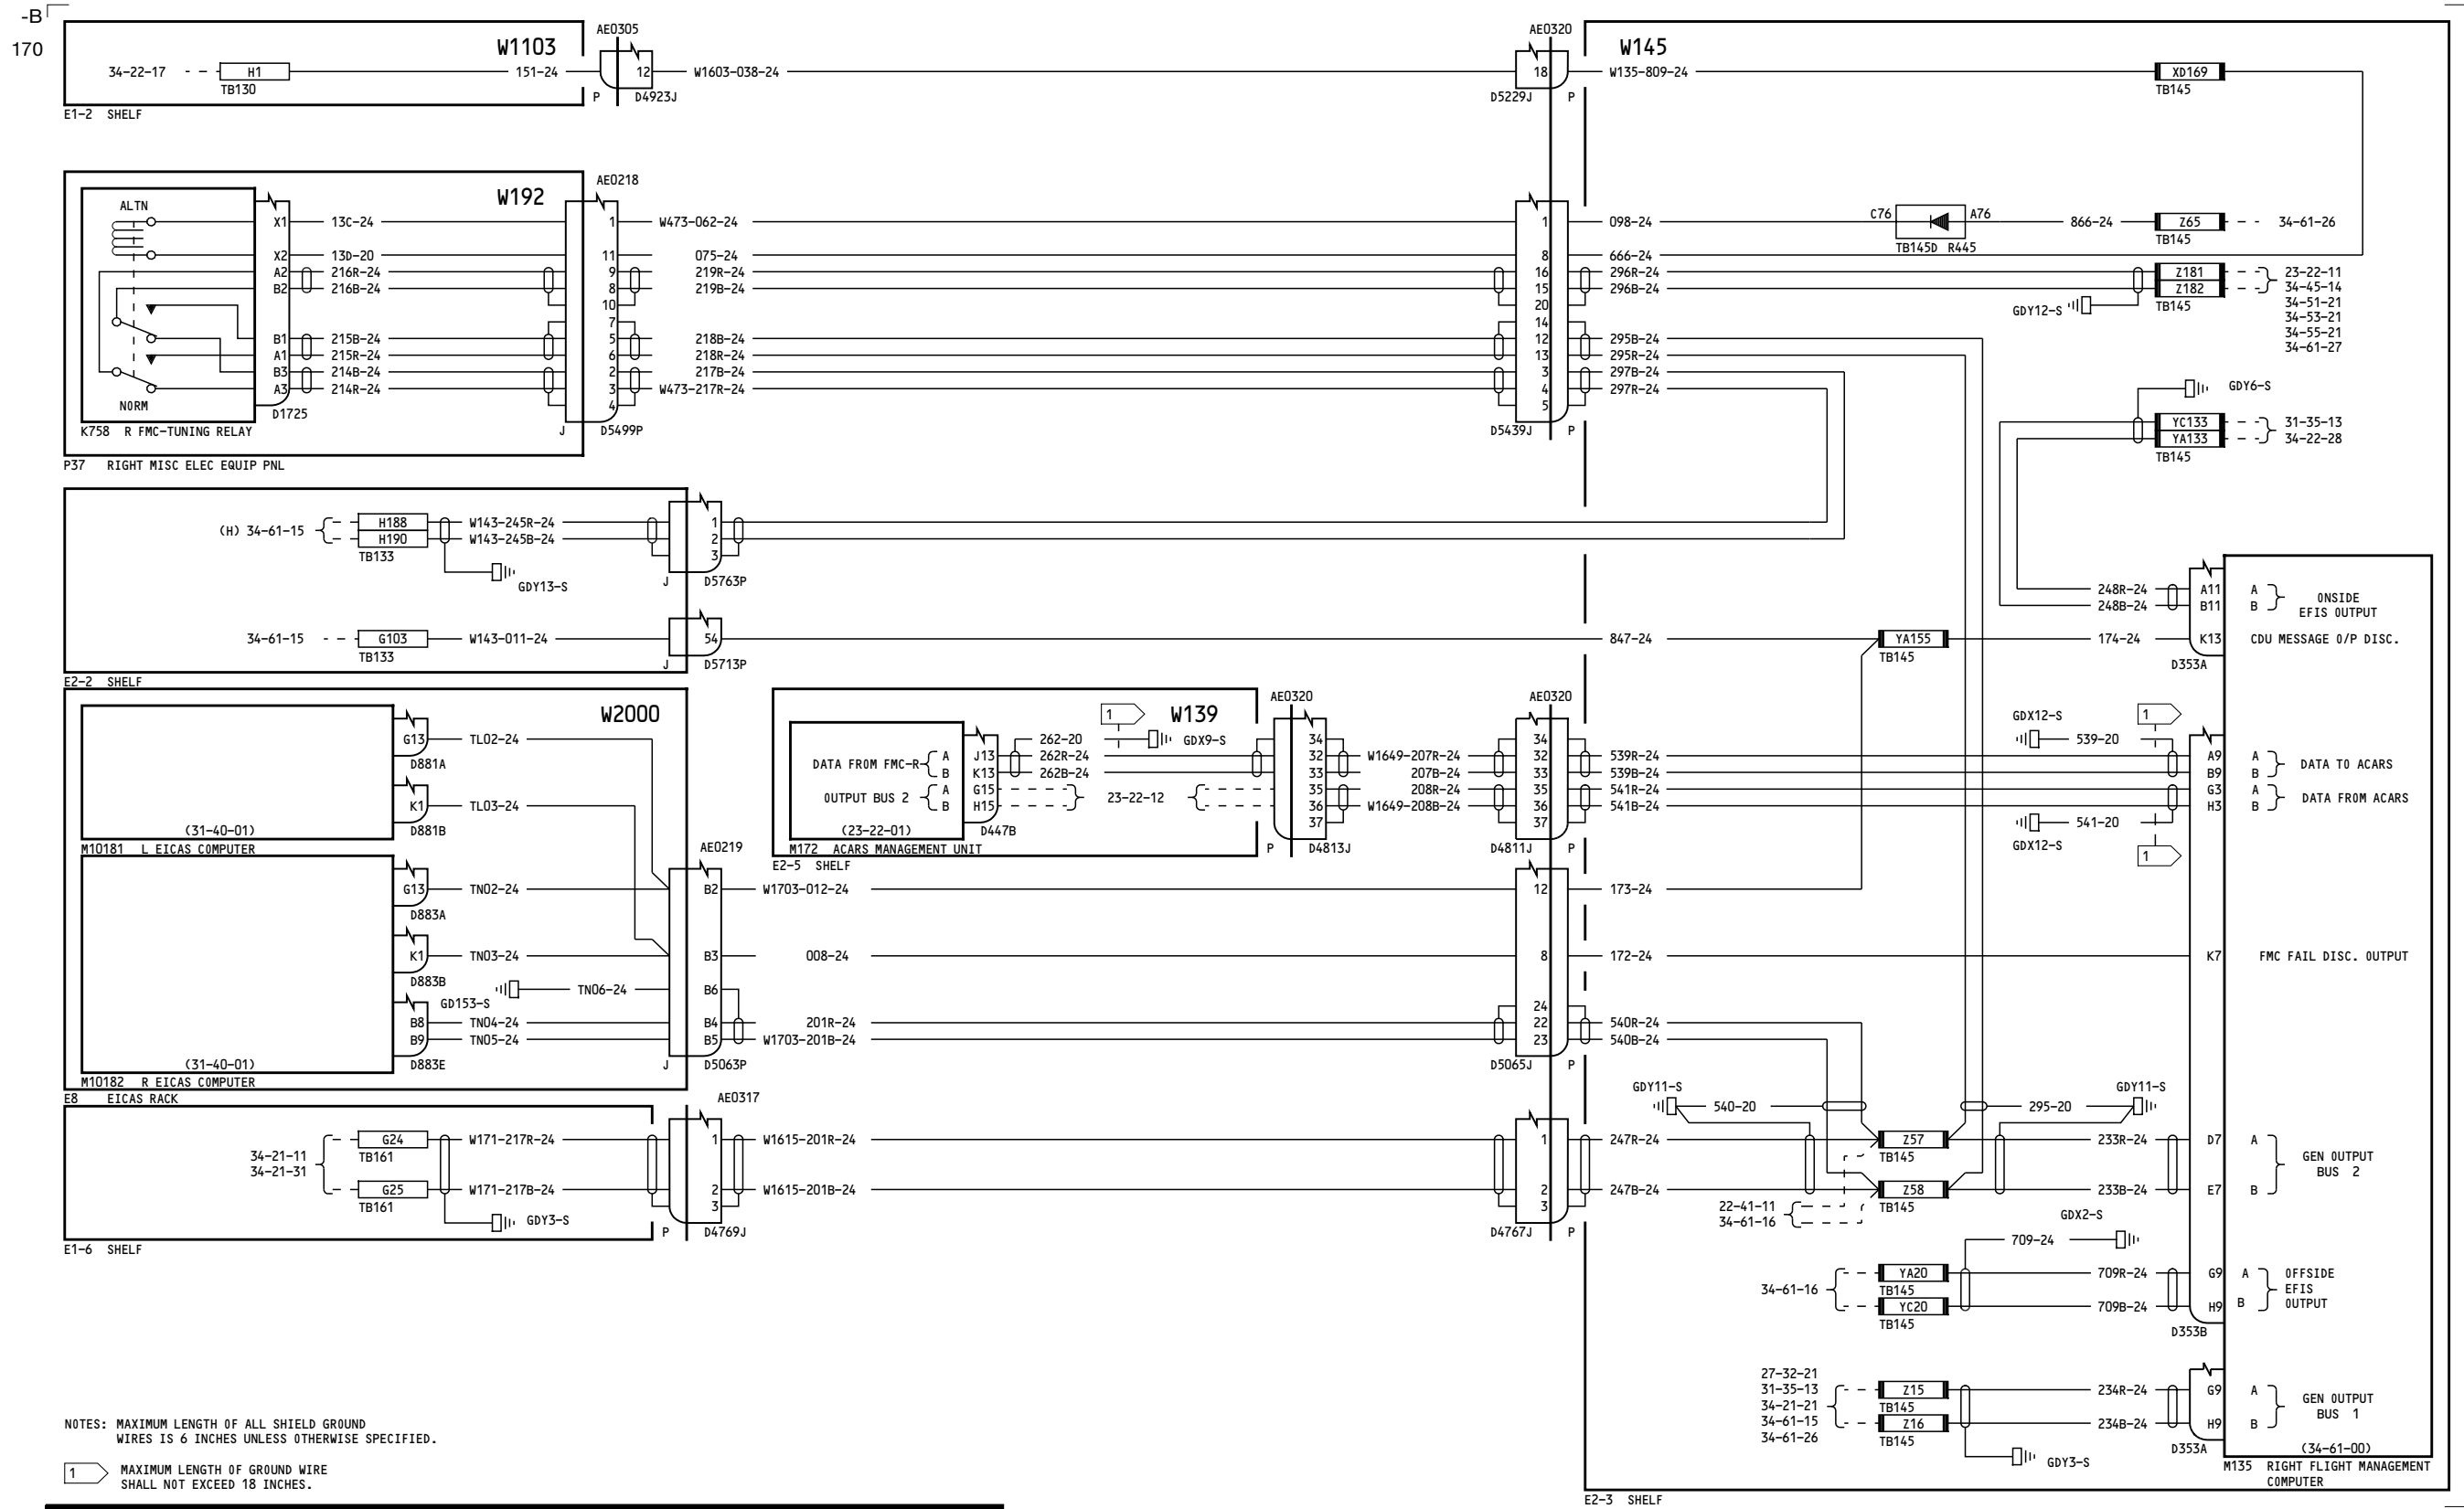 -B
170
AE0305
AE0320
W1103
W145
34-22-17
H1
151-24
12
W1603-038-24
18
W135-809-24
XD169
TB130
P
D4923J
D5229J
P
TB145
E1-2 SHELF
AE0218
W192
ALTN
X1
13C-24
1
W473-062-24
1
098-24
C76
A76
866-24
Z65
34-61-26
TB145D R445
TB145
X2
13D-20
11
075-24
8
666-24
A2
216R-24
9
219R-24
16
296R-24
Z181
23-22-11
B2
216B-24
8
219B-24
15
296B-24
Z182
34-45-14
10
20
GDY12-S
TB145
34-51-21
7
14
34-53-21
B1
215B-24
5
218B-24
12
295B-24
34-55-21
A1
215R-24
6
218R-24
13
295R-24
34-61-27
B3
214B-24
2
217B-24
3
297B-24
A3
214R-24
3
W473-217R-24
4
297R-24
GDY6-S
NORM
4
5
D1725
K758 R FMC-TUNING RELAY
J
D5499P
D5439J
P
YC133
31-35-13
YA133
34-22-28
TB145
P37 RIGHT MISC ELEC EQUIP PNL
(H) 34-61-15
H188
W143-245R-24
1
H190
W143-245B-24
2
TB133
3
GDY13-S
J
D5763P
248R-24
A11
A
ONSIDE
248B-24
B11
B
EFIS OUTPUT
34-61-15
G103
W143-011-24
54
847-24
YA155
174-24
K13
CDU MESSAGE O/P DISC.
TB133
J
D5713P
TB145
D353A
E2-2 SHELF
W2000
AE0320
AE0320
1
W139
GDX12-S
1
G13
TL02-24
262-20
GDX9-S
34
34
539-20
D881A
DATA FROM FMC-R
A
J13
262R-24
32
W1649-207R-24
32
539R-24
A9
A
DATA TO ACARS
B
K13
262B-24
33
207B-24
33
539B-24
B9
B
K1
TL03-24
OUTPUT BUS 2
A
G15
23-22-12
35
208R-24
35
541R-24
G3
A
DATA FROM ACARS
B
H15
36
W1649-208B-24
36
541B-24
H3
B
(31-40-01)
D881B
(23-22-01)
D447B
37
37
541-20
M10181 L EICAS COMPUTER
AE0219
M172 ACARS MANAGEMENT UNIT
P
D4813J
D4811J
P
GDX12-S
1
E2-5 SHELF
G13
TN02-24
B2
W1703-012-24
12
173-24
D883A
K1
TN03-24
B3
008-24
8
172-24
K7
FMC FAIL DISC. OUTPUT
D883B
TN06-24
B6
GD153-S
24
B8
TN04-24
B4
201R-24
22
540R-24
B9
TN05-24
B5
W1703-201B-24
23
540B-24
(31-40-01)
D883E
J
D5063P
D5065J
P
M10182 R EICAS COMPUTER
GDY11-S
GDY11-S
E8 EICAS RACK
AE0317
540-20
295-20
G24
W171-217R-24
1
W1615-201R-24
1
247R-24
Z57
233R-24
D7
A
34-21-11
TB161
TB145
GEN OUTPUT
34-21-31
BUS 2
G25
W171-217B-24
2
W1615-201B-24
2
247B-24
Z58
233B-24
E7
B
TB161
3
3
22-41-11
TB145
GDY3-S
34-61-16
GDX2-S
P
D4769J
D4767J
P
709-24
E1-6 SHELF
34-61-16
YA20
709R-24
G9
A
OFFSIDE
TB145
EFIS
YC20
709B-24
H9
B
OUTPUT
TB145
D353B
27-32-21
31-35-13
Z15
234R-24
G9
A
34-21-21
TB145
GEN OUTPUT
34-61-15
Z16
234B-24
H9
B
BUS 1
34-61-26
TB145
D353A
(34-61-00)
GDY3-S
M135 RIGHT FLIGHT MANAGEMENT
COMPUTER
E2-3 SHELF
NOTES: MAXIMUM LENGTH OF ALL SHIELD GROUND
WIRES IS 6 INCHES UNLESS OTHERWISE SPECIFIED.
1 MAXIMUM LENGTH OF GROUND WIRE
SHALL NOT EXCEED 18 INCHES.